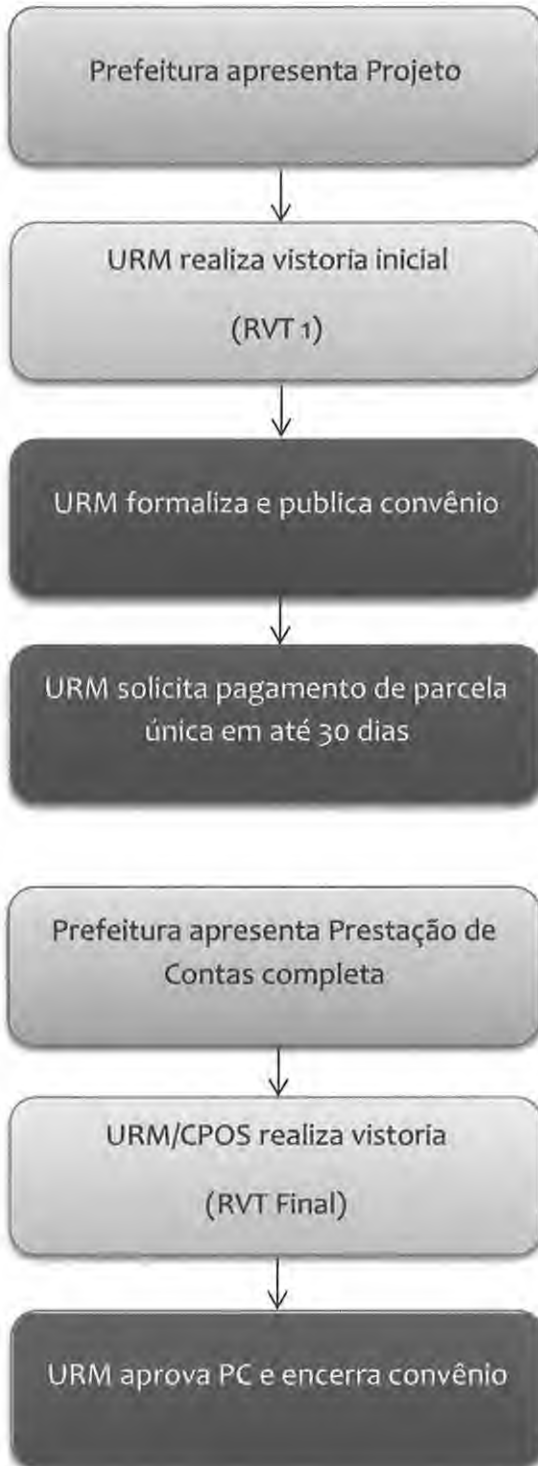 Prefeitura apresenta Projeto
URM realiza vistoria inicial
(RVT 1)
URM formaliza e publica convênio
URM solicita pagamento de parcela
única em até 30 dias
Prefeitura apresenta Prestação de
Contas completa
URM/CPOS realiza vistoria
(RVT Final)
URM aprova PC e encerra convênio